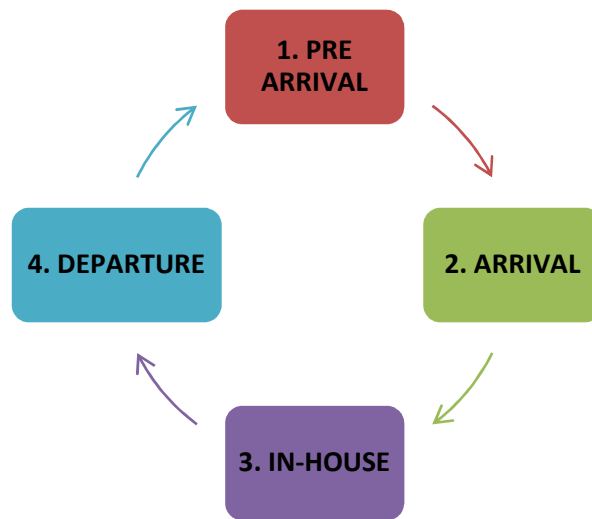 1. PRE
ARRIVAL
2. ARRIVAL
3. IN-HOUSE
4. DEPARTURE